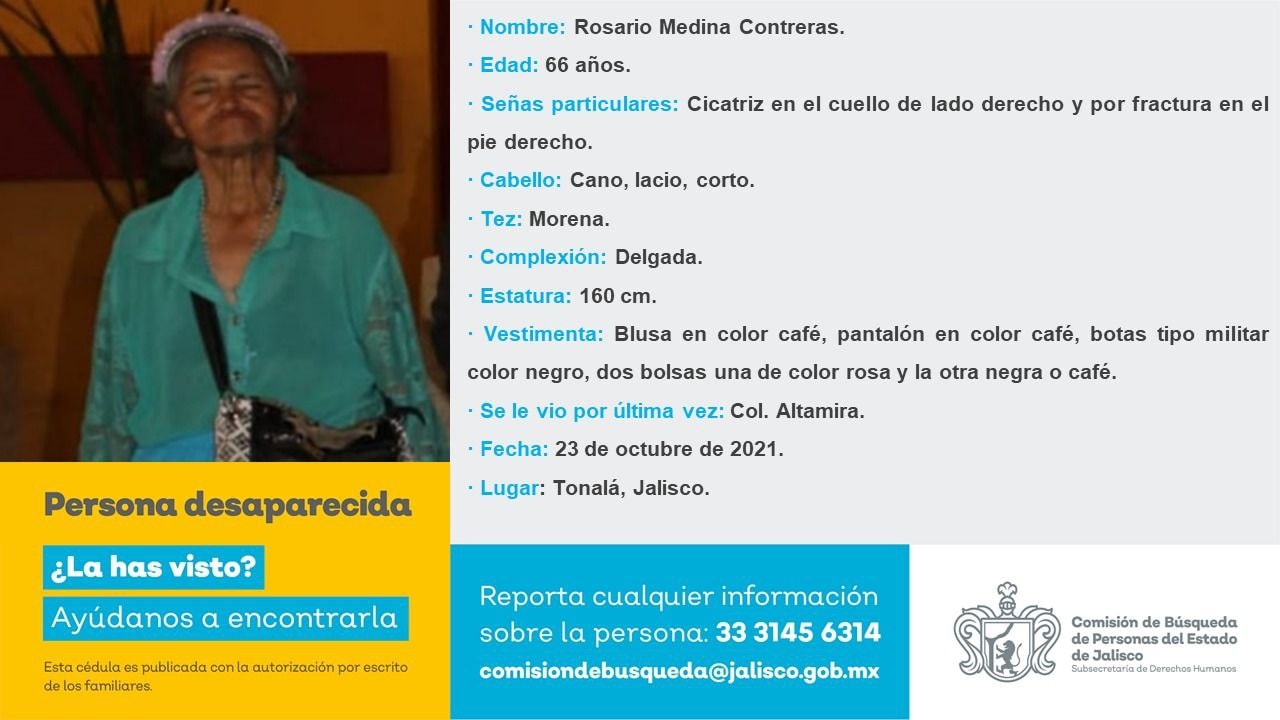 · Nombre: Rosario Medina Contreras.
· Edad: 66 años.
· Señas particulares: Cicatriz en el cuello de lado derecho y por fractura en el
pie derecho.
· Cabello: Cano, lacio, corto.
· Tez: Morena.
· Complexión: Delgada.
· Estatura: 160 cm.
· Vestimenta: Blusa en color café, pantalón en color café, botas tipo militar
color negro, dos bolsas una de color rosa y la otra negra o café.
· Se le vio por última vez: Col. Altamira.
· Fecha: 23 de octubre de 2021.
· Lugar: Tonalá, Jalisco.
Persona desaparecida
¿La has visto?
Ayúdanos a encontrarla
Esta cédula es publicada con la autorización por escrito
de los familiares.
Reporta cualquier información
sobre la persona: 33 3145 6314
comisiondebusqueda@jalisco.gob.mx
Comisión de Búsqueda
de Personas del Estado
de Jalisco
Subsecretaría de Derechos Humanos